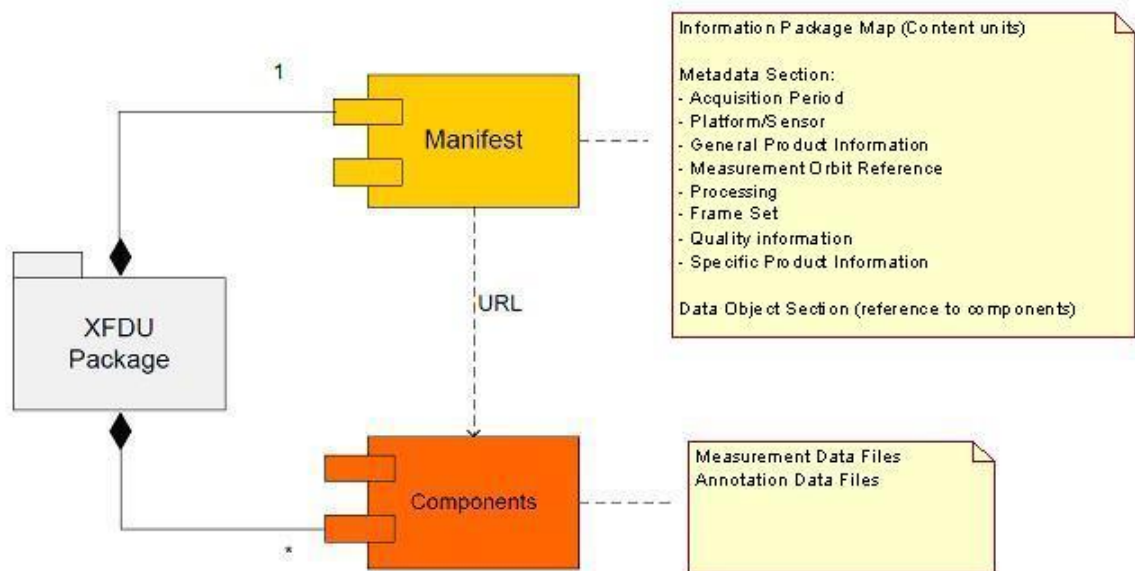 Information Package Map (Content units)
Metadata Section:
- Acquisition Period
- Platform/Sensor
- General Product Information
- Measurement Orbit Reference
- Processing
- Frame Set
- Quality information
- Specific Product Information
Data Object Section (reference to components)
1
Manifest
URL
XFDU
Package
Components
*
Measurement Data Files
Annotation Data Files